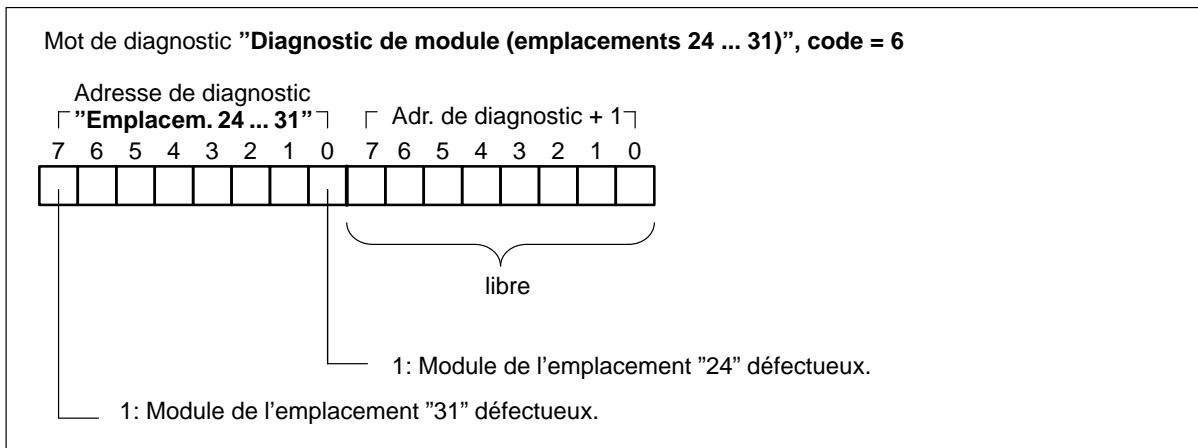 Mot de diagnostic ”Diagnostic de module (emplacements 24 ... 31)”, code = 6
Adresse de diagnostic
”Emplacem. 24 ... 31” Adr. de diagnostic + 1
7 6 5 4 3 2 1 0 7 6 5 4 3 2 1 0
libre
1: Module de l’emplacement ”24” défectueux.
1: Module de l’emplacement ”31” défectueux.